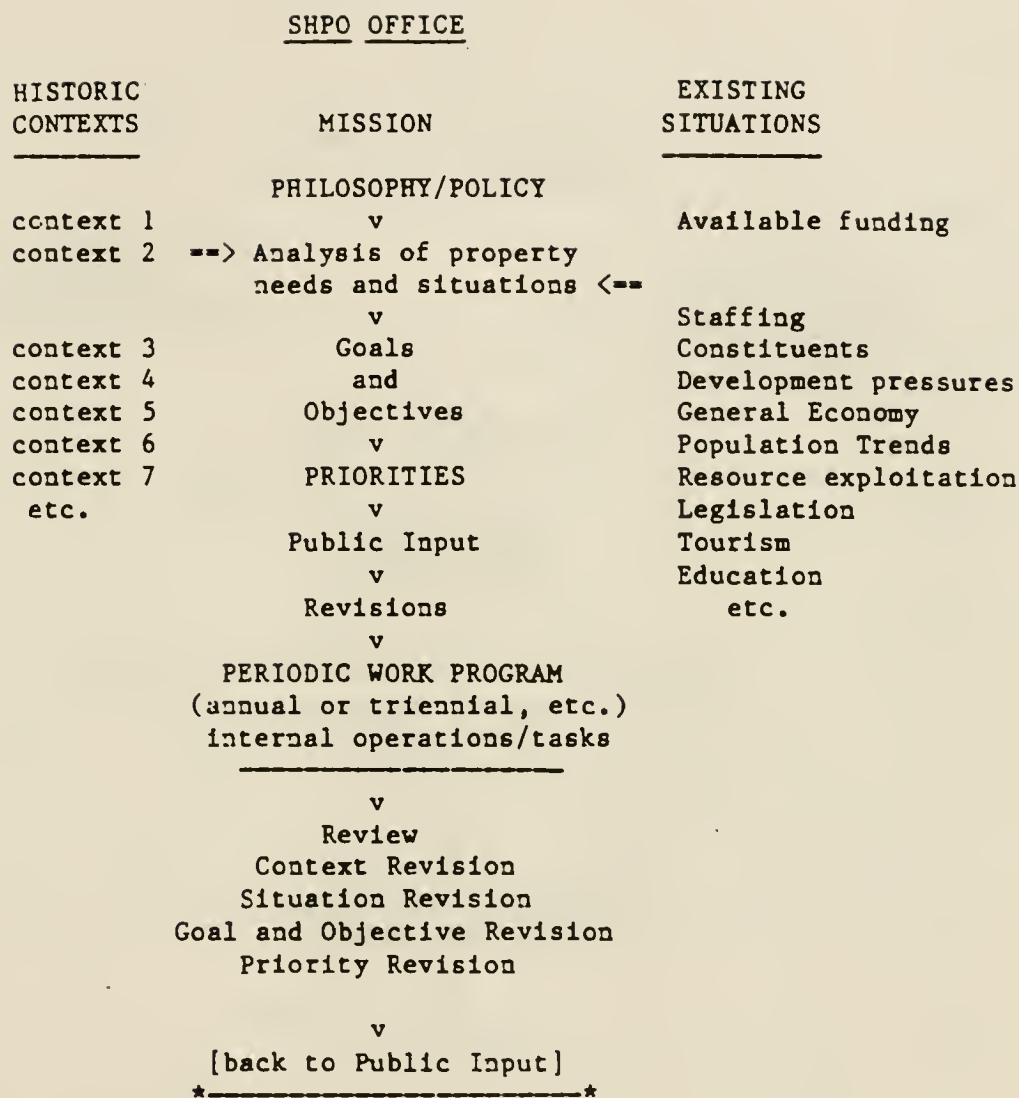 SHPO OFFICE
HISTORIC EXISTING
CONTEXTS MISSION SITUATIONS
PHILOSOPHY/POLICY
context 1 v Available funding
context 2 ==> Analysis of property
needs and situations <==
v Staffing
context 3 Goals Constituents
context 4 and Development pressures
context 5 Objectives General Economy
context 6 v Population Trends
context 7 PRIORITIES Resource exploitation
etc. v Legislation
Public Input Tourism
v Education
Revisions etc.
v
PERIODIC WORK PROGRAM
(annual or triennial, etc.)
internal operations/tasks
v
Review
Context Revision
Situation Revision
Goal and Objective Revision
Priority Revision
v
[back to Public Input]
* *